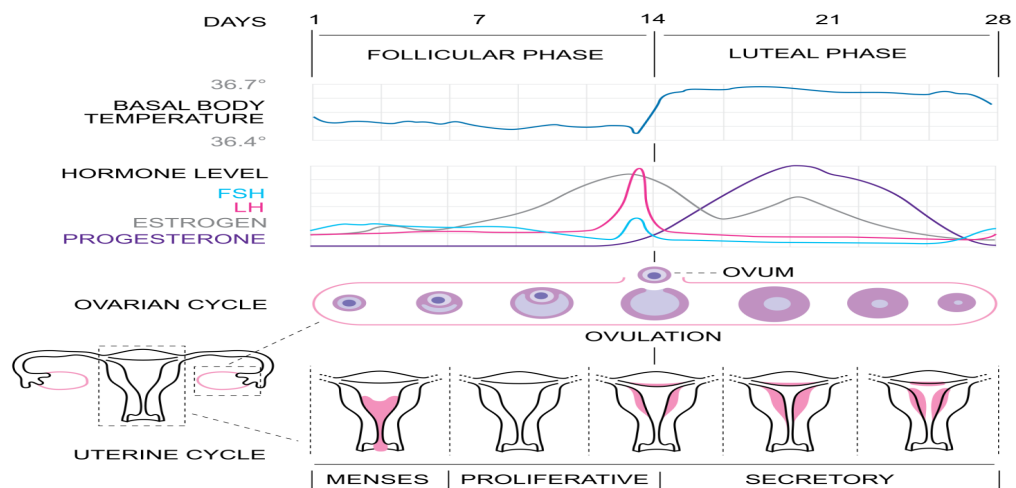 DAYS 1 7 14 21 28
FOLLICULAR PHASE LUTEAL PHASE
36.7°
BASAL BODY
TEMPERATURE
36.4°
HORMONE LEVEL
FSH
LH
ESTROGEN
PROGESTERONE
OVUM
OVARIAN CYCLE
OVULATION
UTERINE CYCLE
MENSES PROLIFERATIVE SECRETORY